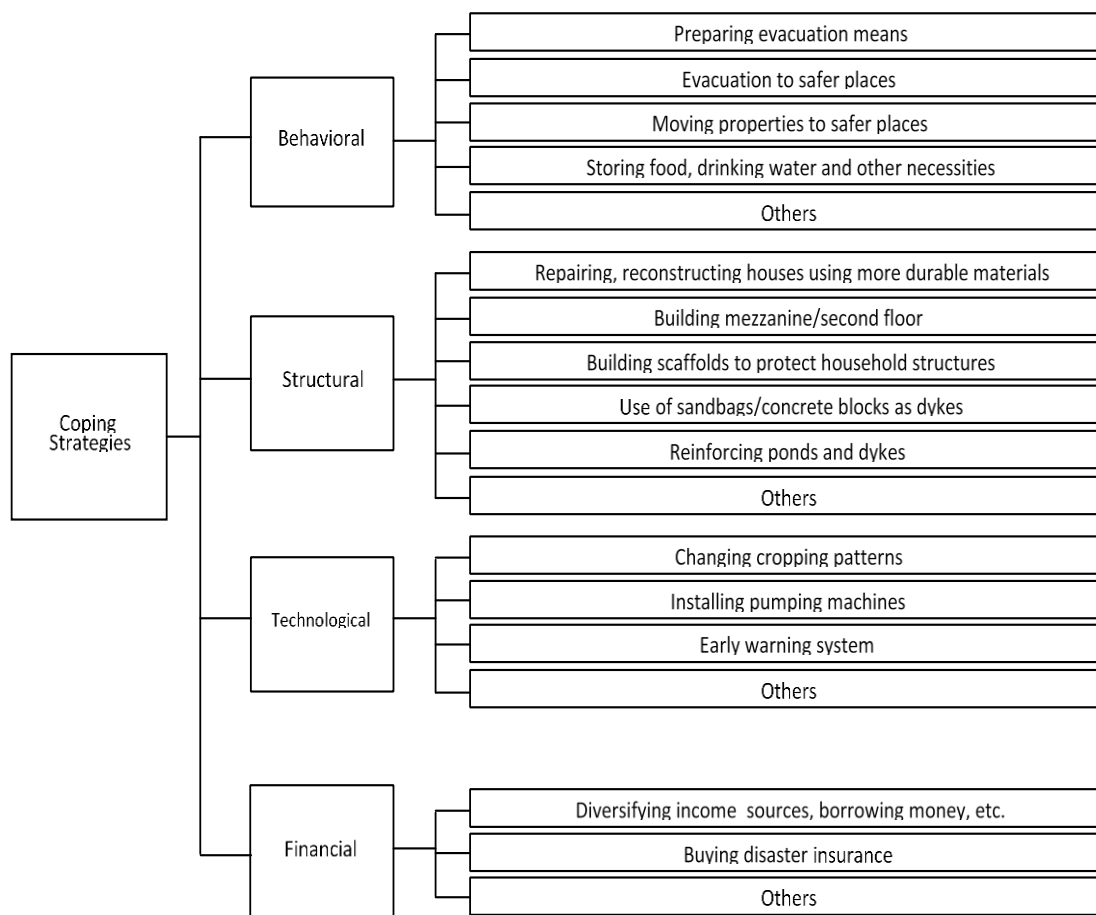 Coping
Strategies
Behavioral
Preparing evacuation means
Evacuation to safer places
Moving properties to safer places
Storing food, drinking water and other necessities
Others
Structural
Repairing, reconstructing houses using more durable materials
Building mezzanine/second floor
Building scaffolds to protect household structures
Use of sandbags/concrete blocks as dykes
Reinforcing ponds and dykes
Others
Technological
Changing cropping patterns
Installing pumping machines
Early warning system
Others
Financial
Diversifying income sources, borrowing money, etc.
Buying disaster insurance
Others